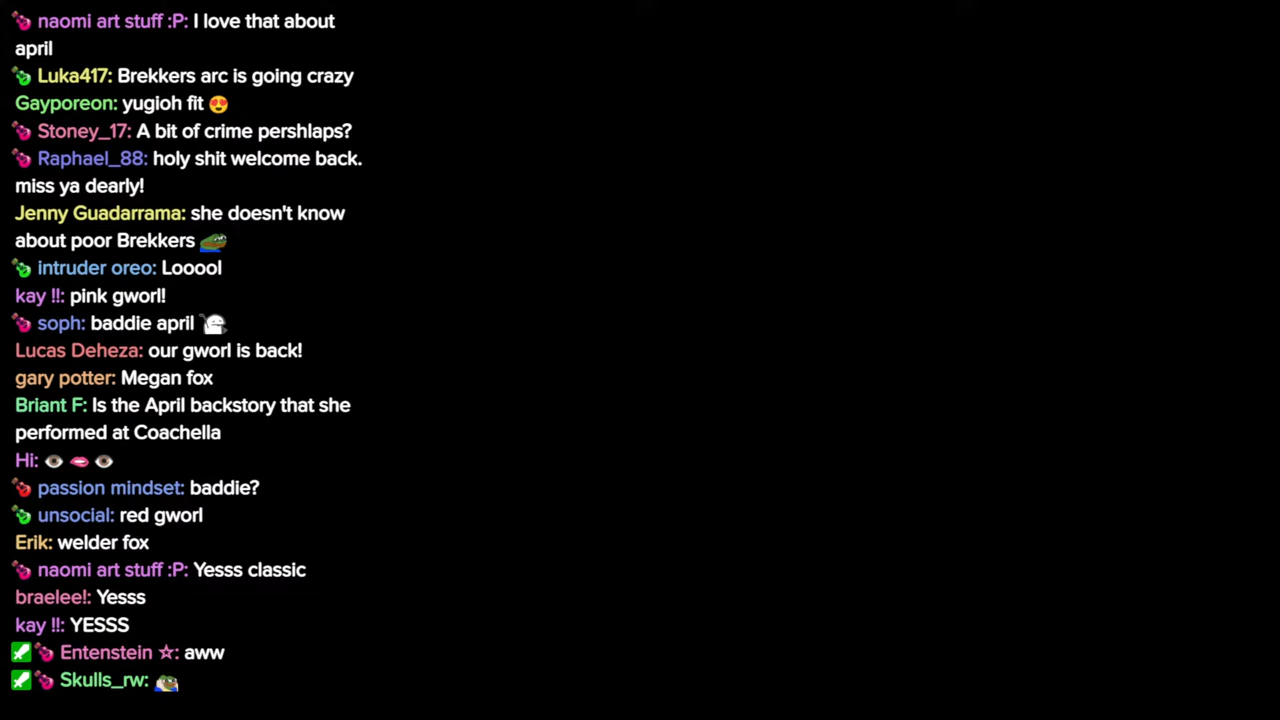 naomi art stuff :P: I love that about
april
Luka417: Brekkers arc is going crazy
Gayporeon: yugioh fit 😍
Stoney_17: A bit of crime pershlaps?
Raphael_88: holy shit welcome back.
miss ya dearly!
Jenny Guadarrama: she doesn't know
about poor Brekkers
intruder oreo: Looool
kay !!: pink gworl!
soph: baddie april
Lucas Deheza: our gworl is back!
gary potter: Megan fox
Briant F: Is the April backstory that she
performed at Coachella
Hi: 👁️ 🫦 👁️
passion mindset: baddie?
unsocial: red gworl
Erik: welder fox
naomi art stuff :P: Yesss classic
braelee!: Yesss
kay !!: YESSS
Entenstein ☆: aww
Skulls_rw: